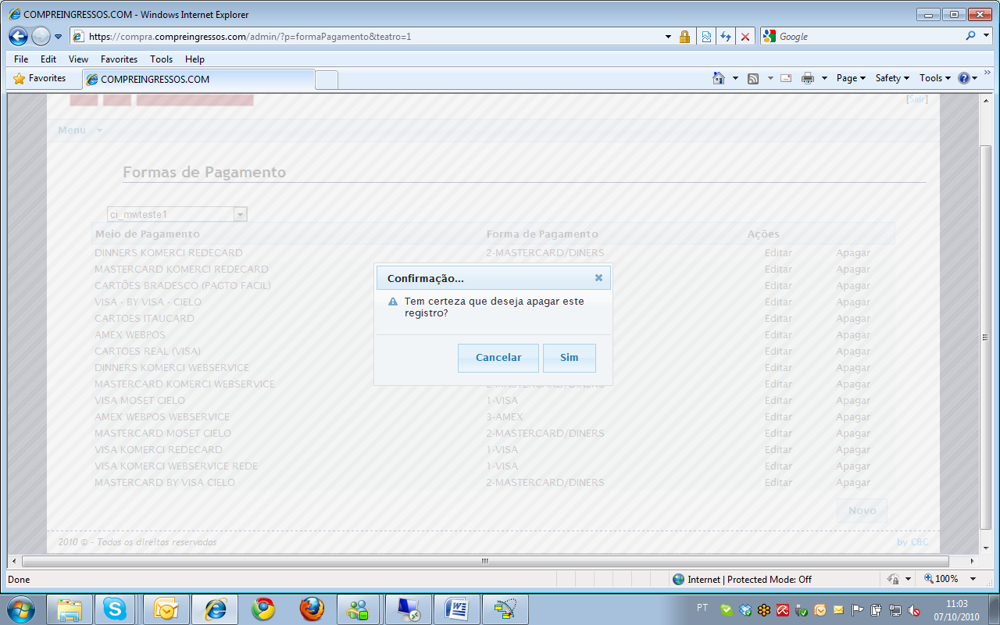 COMPREINGRESSOS.COM - Windows Internet Explorer
https://compra.compreingressos.com/admin/?p=formaPagamento&teatro=1
Google
File Edit View Favorites Tools Help
Favorites
COMPREINGRESSOS.COM
Page Safety Tools
[Sair]
Menu
Formas de Pagamento
ci_mwteste1
Meio de Pagamento Forma de Pagamento Ações
DINNERS KOMERCI REDECARD 2-MASTERCARD/DINERS Editar Apagar
MASTERCARD KOMERCI REDECARD Editar Apagar
CARTÕES BRADESCO (PAGTO FACIL) Editar Apagar
VISA - BY VISA - CIELO Editar Apagar
CARTOES ITAUCARD Editar Apagar
AMEX WEBPOS Editar Apagar
CARTOES REAL (VISA) Editar Apagar
DINNERS KOMERCI WEBSERVICE Editar Apagar
MASTERCARD KOMERCI WEBSERVICE 2-MASTERCARD/DINERS Editar Apagar
VISA MOSET CIELO 1-VISA Editar Apagar
AMEX WEBPOS WEBSERVICE 3-AMEX Editar Apagar
MASTERCARD MOSET CIELO 2-MASTERCARD/DINERS Editar Apagar
VISA KOMERCI REDECARD 1-VISA Editar Apagar
VISA KOMERCI WEBSERVICE REDE 1-VISA Editar Apagar
MASTERCARD BY VISA CIELO 2-MASTERCARD/DINERS Editar Apagar
Confirmação...
Tem certeza que deseja apagar este
registro?
Cancelar Sim
Novo
2010 © - Todos os direitos reservados by C&C
Done Internet | Protected Mode: Off 100%
PT 11:03
07/10/2010